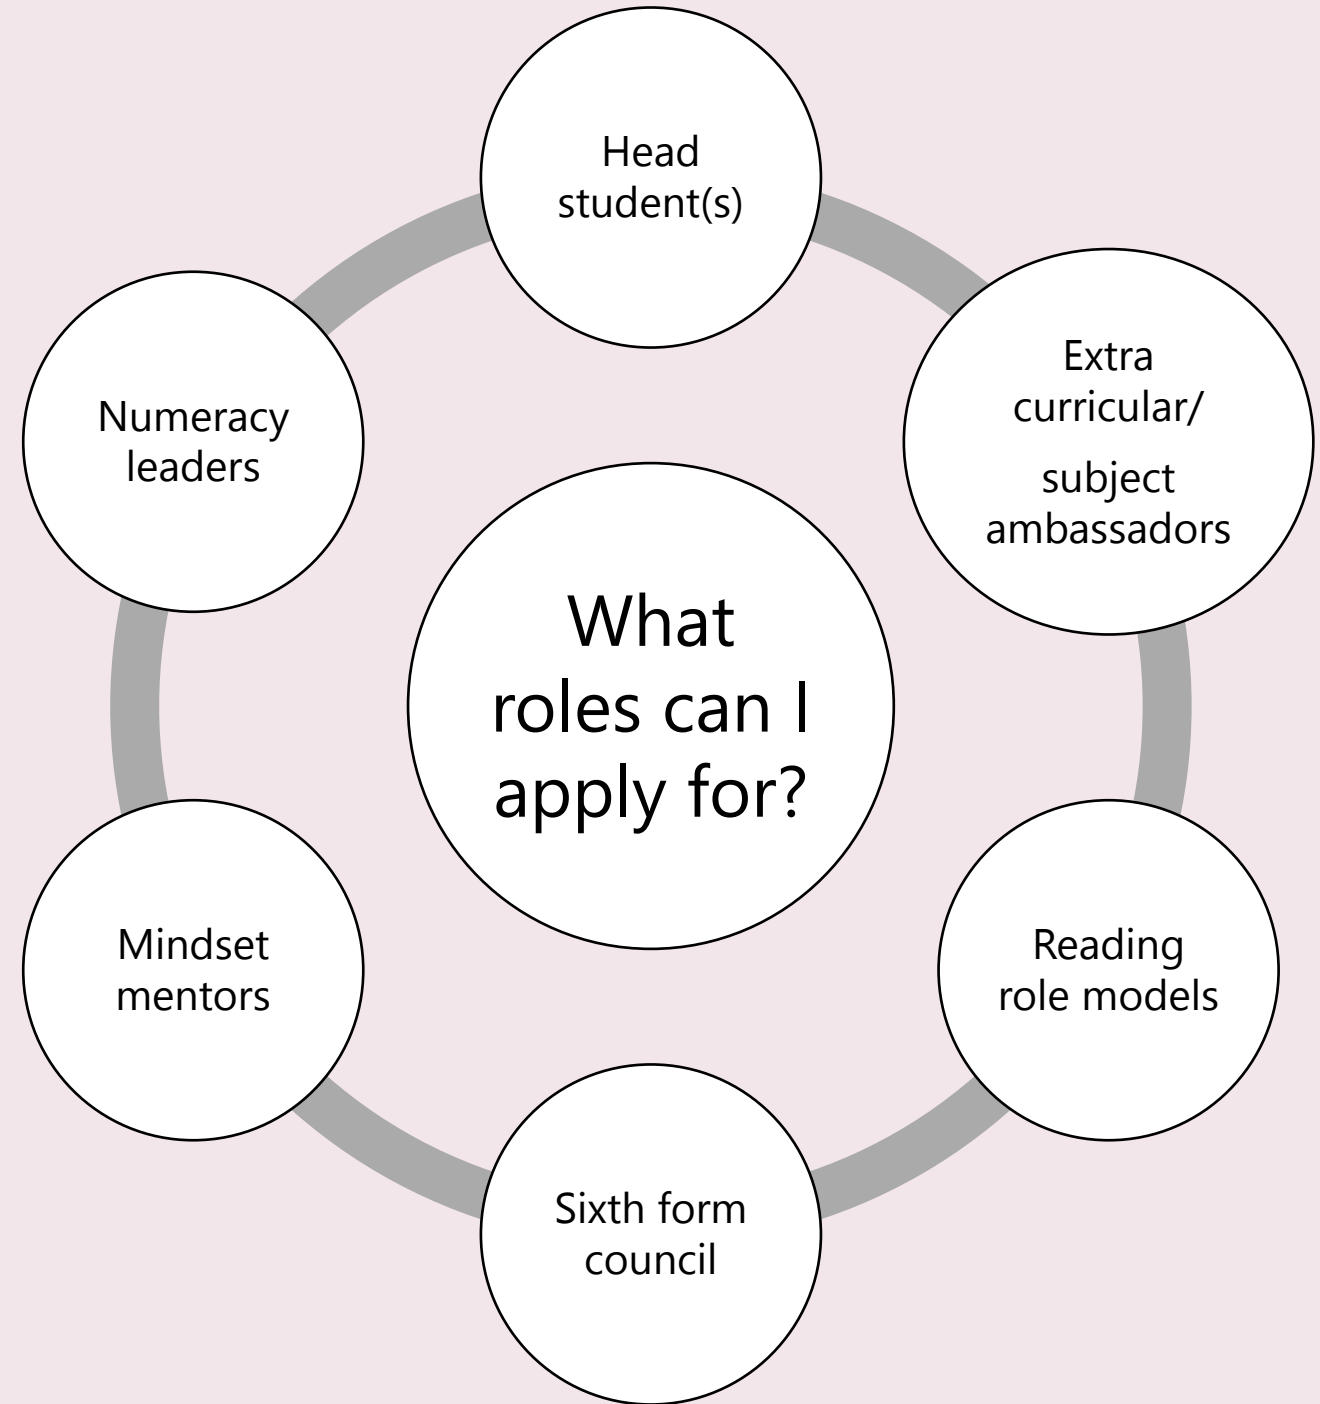 Head
student(s)
Extra
curricular/
subject
ambassadors
Numeracy
leaders
What
roles can I
apply for?
Mindset
mentors
Reading
role models
Sixth form
council